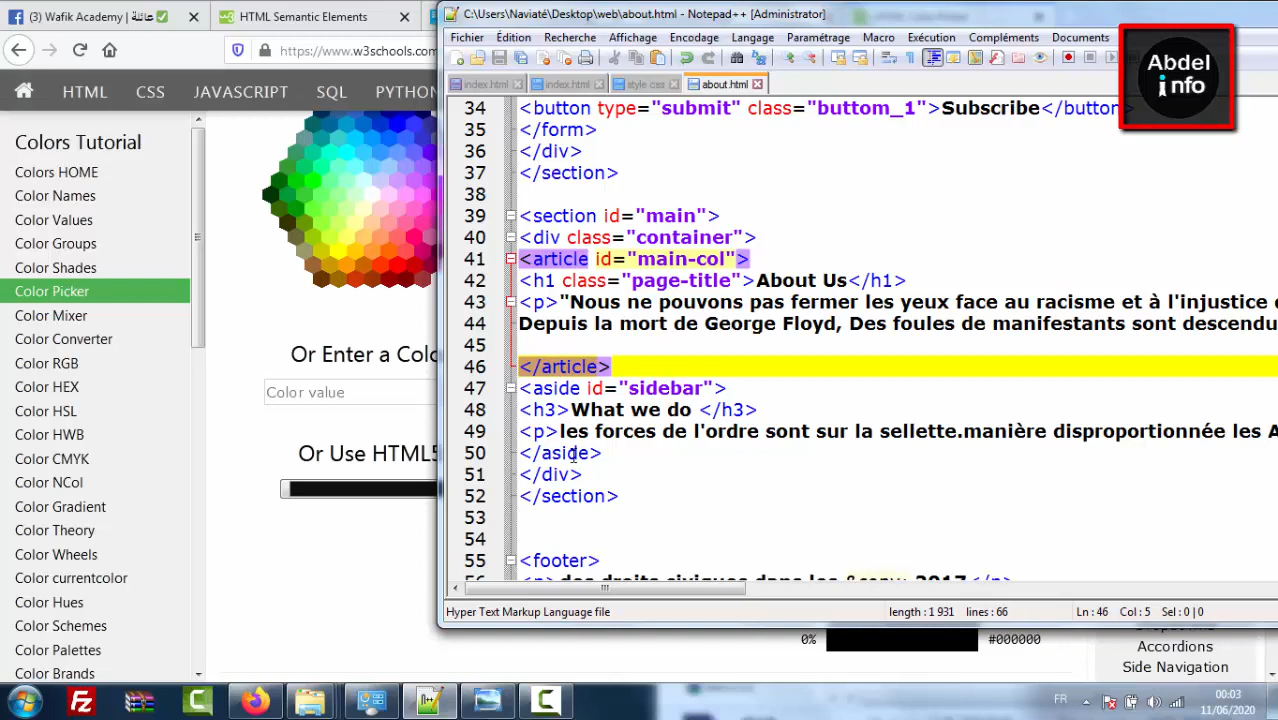 (3) Wafik Academy | عائلة
HTML Semantic Elements
C:\Users\Naviaté\Desktop\web\about.html - Notepad++ [Administrator]
Fichier Édition Recherche Affichage Encodage Langage Paramétrage Macro Exécution Compléments Documents
https://www.w3schools.com
index.html index.html style css about.html
Abdel info
HTML CSS JAVASCRIPT SQL PYTHON
Colors Tutorial
Colors HOME
Color Names
Color Values
Color Groups
Color Shades
Color Picker
Color Mixer
Color Converter
Color RGB
Color HEX
Color HSL
Color HWB
Color CMYK
Color NCol
Color Gradient
Color Theory
Color Wheels
Color currentcolor
Color Hues
Color Schemes
Color Palettes
Color Brands
Or Enter a Colo
Color value
Or Use HTML5
34 <button type="submit" class="buttom_1">Subscribe</button>
35 </form>
36 </div>
37 </section>
38
39 <section id="main">
40 <div class="container">
41 <article id="main-col">
42 <h1 class="page-title">About Us</h1>
43 <p>"Nous ne pouvons pas fermer les yeux face au racisme et à l'injustice
44 Depuis la mort de George Floyd, Des foules de manifestants sont descendu
45
46 </article>
47 <aside id="sidebar">
48 <h3>What we do </h3>
49 <p>les forces de l'ordre sont sur la sellette.manière disproportionnée les A
50 </aside>
51 </div>
52 </section>
53
54
55 <footer>
56 <p>des droits civiques dans les &copy; 2017</p>
Hyper Text Markup Language file length : 1 931 lines : 66 Ln : 46 Col : 5 Sel : 0 | 0
0% #000000
Accordions
Side Navigation
FR
00:03
11/06/2020